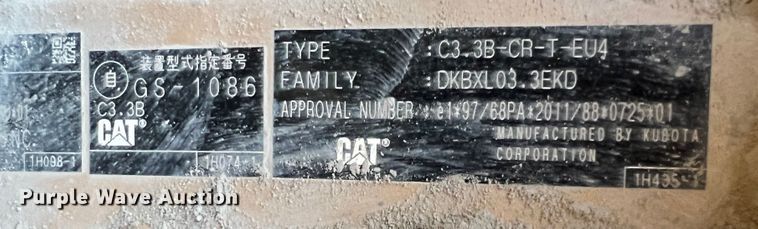 1H098-1
装置型式指定番号
自 GS-1086
C3.3B
CAT
1H074-1
TYPE : C3.3B-CR-T-EU4
FAMILY : DKBXL03.3EKD
APPROVAL NUMBER : e1*97/68PA*2011/88*0725*01
MANUFACTURED BY KUBOTA
CORPORATION
CAT
1H435-1
Purple Wave Auction